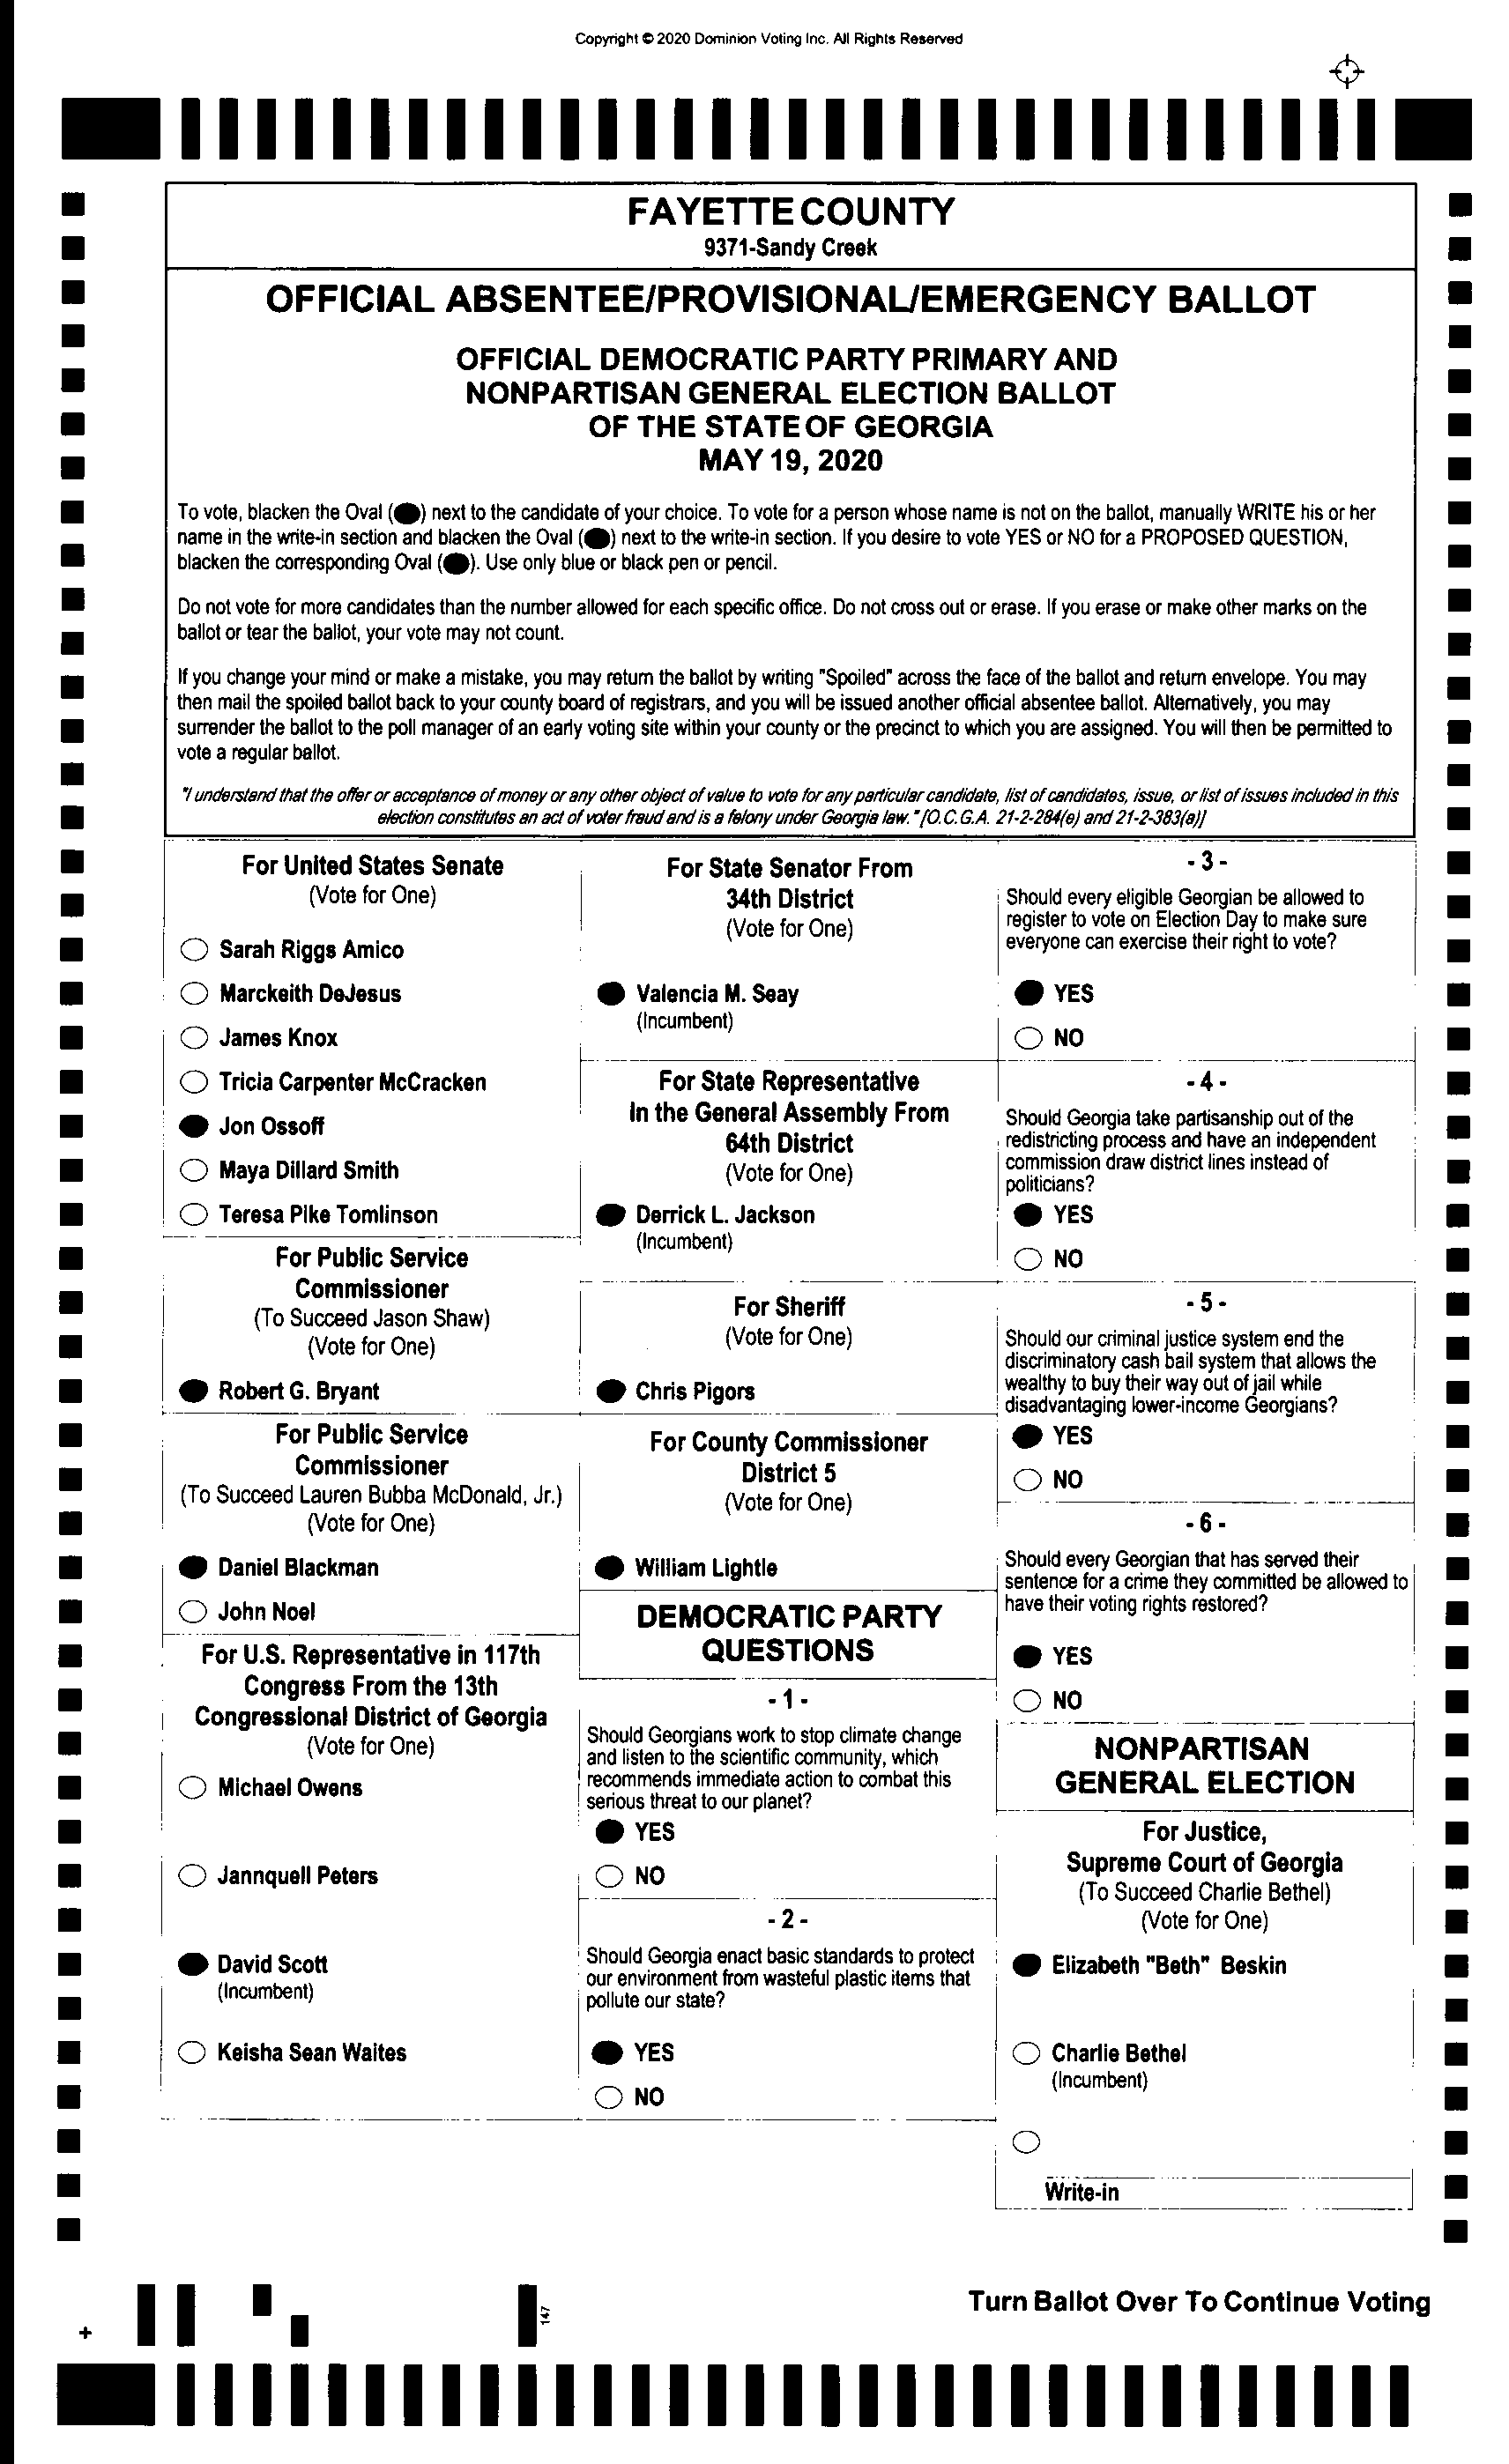 Copyright © 2020 Dominion Voting Inc. All Rights Reserved
FAYETTE COUNTY
9371-Sandy Creek
OFFICIAL ABSENTEE/PROVISIONAL/EMERGENCY BALLOT
OFFICIAL DEMOCRATIC PARTY PRIMARY AND
NONPARTISAN GENERAL ELECTION BALLOT
OF THE STATE OF GEORGIA
MAY 19, 2020
To vote, blacken the Oval (●) next to the candidate of your choice. To vote for a person whose name is not on the ballot, manually WRITE his or her
name in the write-in section and blacken the Oval (●) next to the write-in section. If you desire to vote YES or NO for a PROPOSED QUESTION,
blacken the corresponding Oval (●). Use only blue or black pen or pencil.
Do not vote for more candidates than the number allowed for each specific office. Do not cross out or erase. If you erase or make other marks on the
ballot or tear the ballot, your vote may not count.
If you change your mind or make a mistake, you may return the ballot by writing "Spoiled" across the face of the ballot and return envelope. You may
then mail the spoiled ballot back to your county board of registrars, and you will be issued another official absentee ballot. Alternatively, you may
surrender the ballot to the poll manager of an early voting site within your county or the precinct to which you are assigned. You will then be permitted to
vote a regular ballot.
"I understand that the offer or acceptance of money or any other object of value to vote for any particular candidate, list of candidates, issue, or list of issues included in this
election constitutes an act of voter fraud and is a felony under Georgia law." [O.C.G.A. 21-2-284(e) and 21-2-383(a)]
For United States Senate
(Vote for One)
Sarah Riggs Amico
Marckeith DeJesus
James Knox
Tricia Carpenter McCracken
Jon Ossoff
Maya Dillard Smith
Teresa Pike Tomlinson
For Public Service
Commissioner
(To Succeed Jason Shaw)
(Vote for One)
Robert G. Bryant
For Public Service
Commissioner
(To Succeed Lauren Bubba McDonald, Jr.)
(Vote for One)
Daniel Blackman
John Noel
For U.S. Representative in 117th
Congress From the 13th
Congressional District of Georgia
(Vote for One)
Michael Owens
Jannquell Peters
David Scott
(Incumbent)
Keisha Sean Waites
For State Senator From
34th District
(Vote for One)
Valencia M. Seay
(Incumbent)
For State Representative
In the General Assembly From
64th District
(Vote for One)
Derrick L. Jackson
(Incumbent)
For Sheriff
(Vote for One)
Chris Pigors
For County Commissioner
District 5
(Vote for One)
William Lightle
DEMOCRATIC PARTY
QUESTIONS
- 1 -
Should Georgians work to stop climate change
and listen to the scientific community, which
recommends immediate action to combat this
serious threat to our planet?
YES
NO
- 2 -
Should Georgia enact basic standards to protect
our environment from wasteful plastic items that
pollute our state?
YES
NO
- 3 -
Should every eligible Georgian be allowed to
register to vote on Election Day to make sure
everyone can exercise their right to vote?
YES
NO
- 4 -
Should Georgia take partisanship out of the
redistricting process and have an independent
commission draw district lines instead of
politicians?
YES
NO
- 5 -
Should our criminal justice system end the
discriminatory cash bail system that allows the
wealthy to buy their way out of jail while
disadvantaging lower-income Georgians?
YES
NO
- 6 -
Should every Georgian that has served their
sentence for a crime they committed be allowed to
have their voting rights restored?
YES
NO
NONPARTISAN
GENERAL ELECTION
For Justice,
Supreme Court of Georgia
(To Succeed Charlie Bethel)
(Vote for One)
Elizabeth "Beth" Beskin
Charlie Bethel
(Incumbent)
Write-in
Turn Ballot Over To Continue Voting
147
+